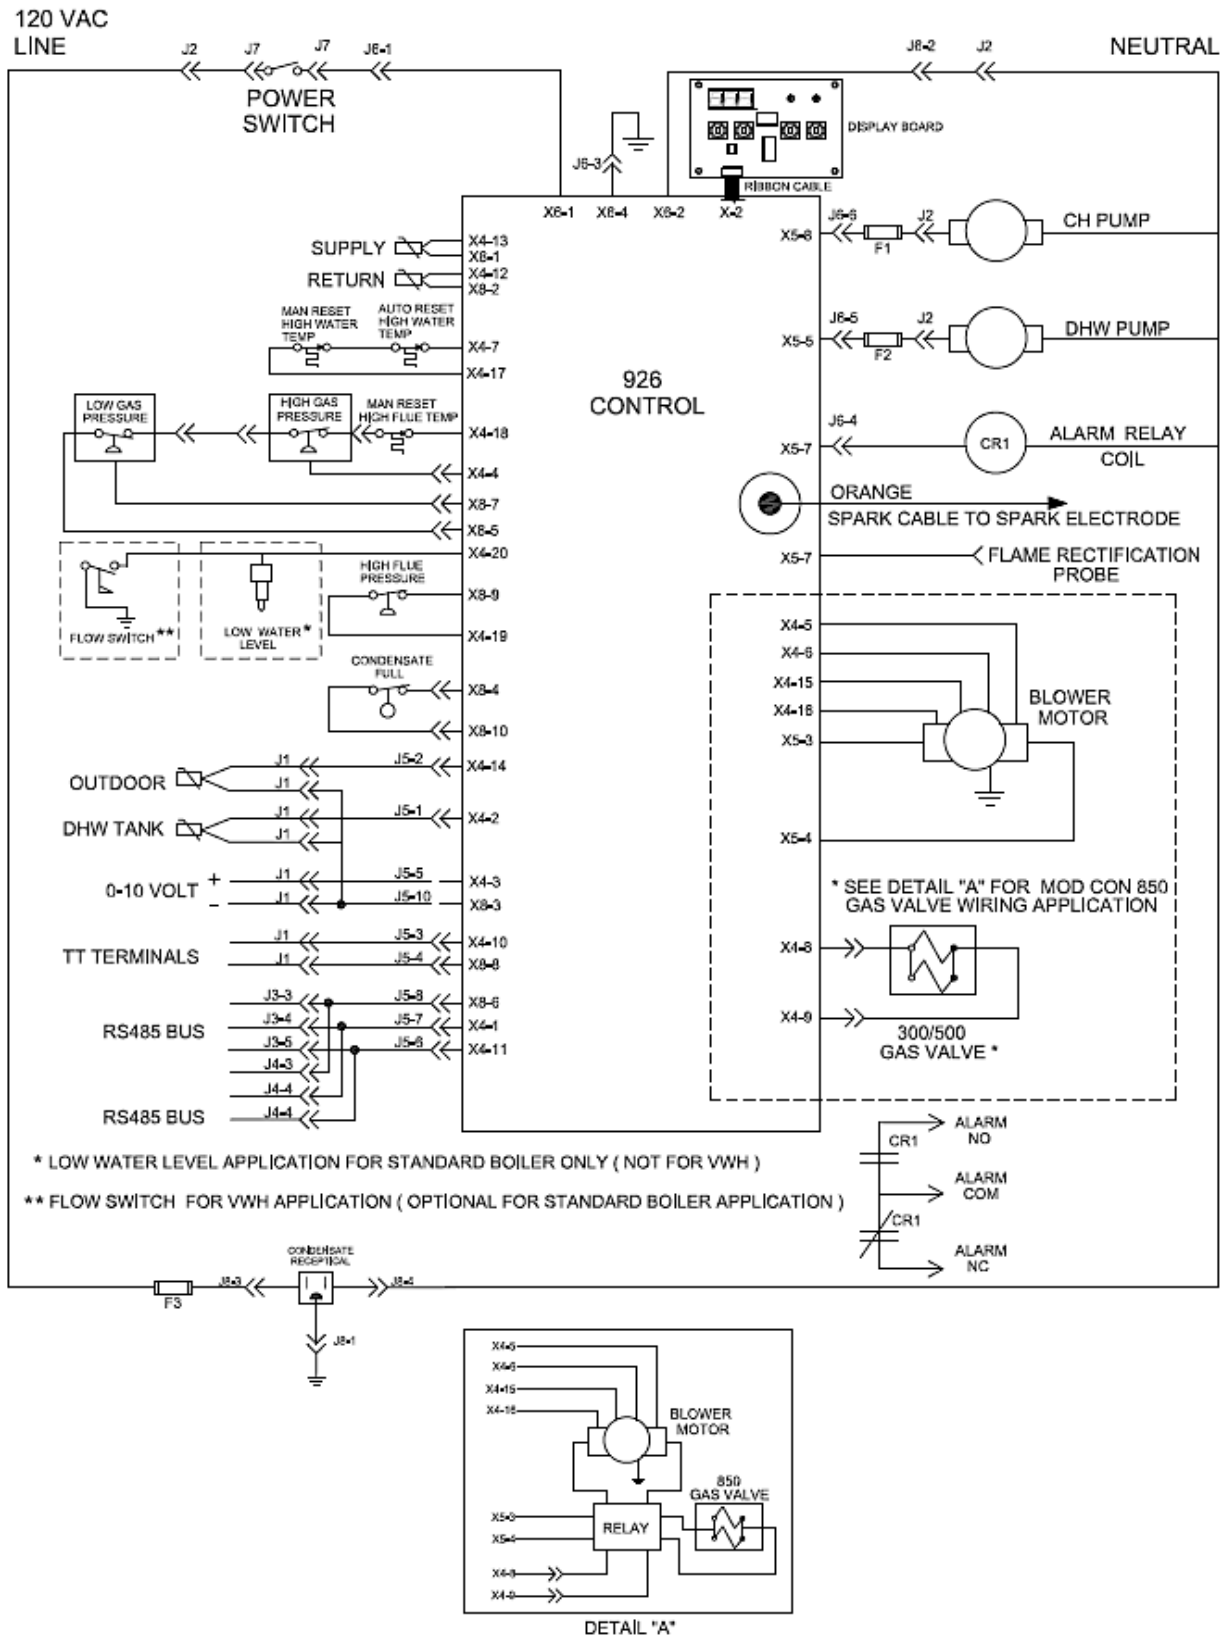 120 VAC
LINE
J2
J7
J7
J6-1
J6-2
J2
NEUTRAL
POWER
SWITCH
DISPLAY BOARD
J6-3
RIBBON CABLE
X6-1
X6-4
X6-2
X-2
SUPPLY
X4-13
X8-1
RETURN
X4-12
X8-2
X5-6
J6-6
F1
J2
CH PUMP
MAN RESET
HIGH WATER
TEMP
AUTO RESET
HIGH WATER
TEMP
X4-7
X4-17
X5-5
J6-5
F2
J2
DHW PUMP
926
CONTROL
LOW GAS
PRESSURE
HIGH GAS
PRESSURE
MAN RESET
HIGH FLUE TEMP
X4-18
X4-4
X8-7
X8-5
X5-7
J6-4
CR1
ALARM RELAY
COIL
ORANGE
SPARK CABLE TO SPARK ELECTRODE
X4-20
X5-7
FLAME RECTIFICATION
PROBE
FLOW SWITCH **
LOW WATER *
LEVEL
HIGH FLUE
PRESSURE
X8-9
X4-19
CONDENSATE
FULL
X8-4
X8-10
X4-5
X4-6
X4-15
X4-16
X5-3
BLOWER
MOTOR
X5-4
OUTDOOR
J1
J5-2
X4-14
J1
DHW TANK
J1
J5-1
X4-2
J1
0-10 VOLT
+
J1
J5-5
X4-3
−
J1
J5-10
X8-3
TT TERMINALS
J1
J5-3
X4-10
J1
J5-4
X8-8
RS485 BUS
J3-3
J5-8
X8-6
J3-4
J5-7
X4-1
J3-5
J5-6
X4-11
J4-3
RS485 BUS
J4-4
J4-4
* SEE DETAIL "A" FOR MOD CON 850
GAS VALVE WIRING APPLICATION
X4-8
X4-9
300/500
GAS VALVE *
* LOW WATER LEVEL APPLICATION FOR STANDARD BOILER ONLY ( NOT FOR VWH )
** FLOW SWITCH FOR VWH APPLICATION ( OPTIONAL FOR STANDARD BOILER APPLICATION )
CR1
ALARM
NO
ALARM
COM
CR1
ALARM
NC
CONDENSATE
RECEPTICAL
F3
J8-3
J8-4
J8-1
X4-5
X4-6
X4-15
X4-16
BLOWER
MOTOR
850
GAS VALVE
X5-3
X5-4
RELAY
X4-8
X4-9
DETAIL "A"